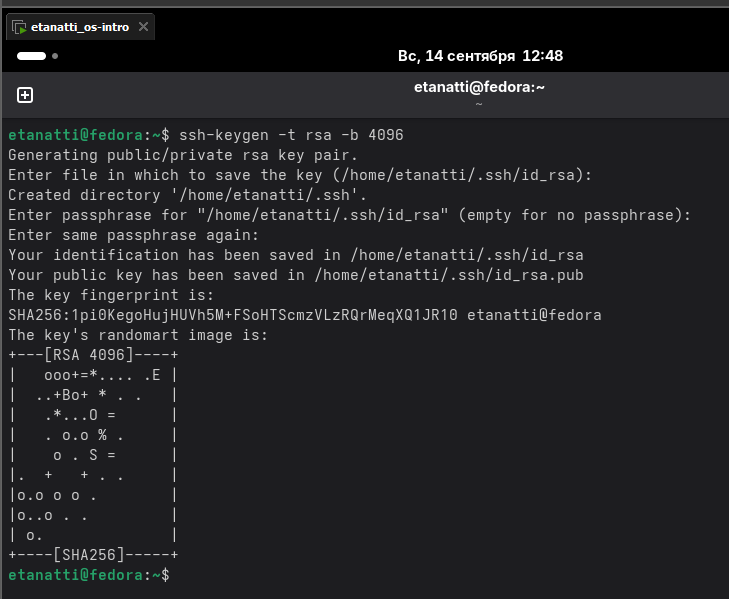 etanatti_os-intro
Вс, 14 сентября 12:48
etanatti@fedora:~
~
etanatti@fedora:~$ ssh-keygen -t rsa -b 4096
Generating public/private rsa key pair.
Enter file in which to save the key (/home/etanatti/.ssh/id_rsa):
Created directory '/home/etanatti/.ssh'.
Enter passphrase for "/home/etanatti/.ssh/id_rsa" (empty for no passphrase):
Enter same passphrase again:
Your identification has been saved in /home/etanatti/.ssh/id_rsa
Your public key has been saved in /home/etanatti/.ssh/id_rsa.pub
The key fingerprint is:
SHA256:1pi0KegoHujHUVh5M+FSoHTScmzVLzRQrMeqXQ1JR10 etanatti@fedora
The key's randomart image is:
+---[RSA 4096]----+
|   ooo+=*.... .E |
|  ..+Bo+ * . .   |
|   .*...O =      |
|   . o.o % .     |
|    o . S =      |
|.  +   + . .     |
|o.o o o .        |
|o..o . .         |
| o.              |
+----[SHA256]-----+
etanatti@fedora:~$